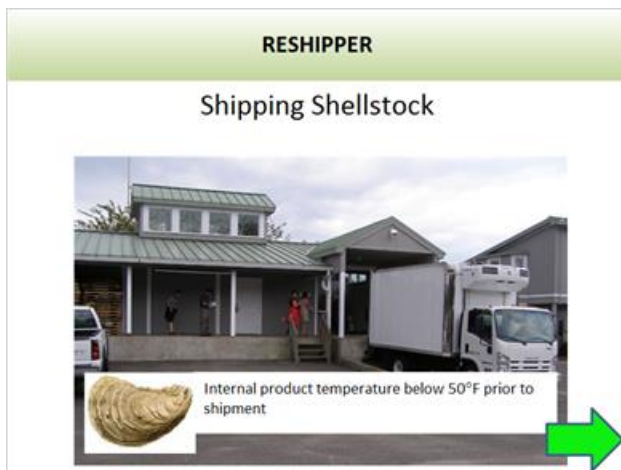 RESHIPPER
Shipping Shellstock
Internal product temperature below 50°F prior to
shipment